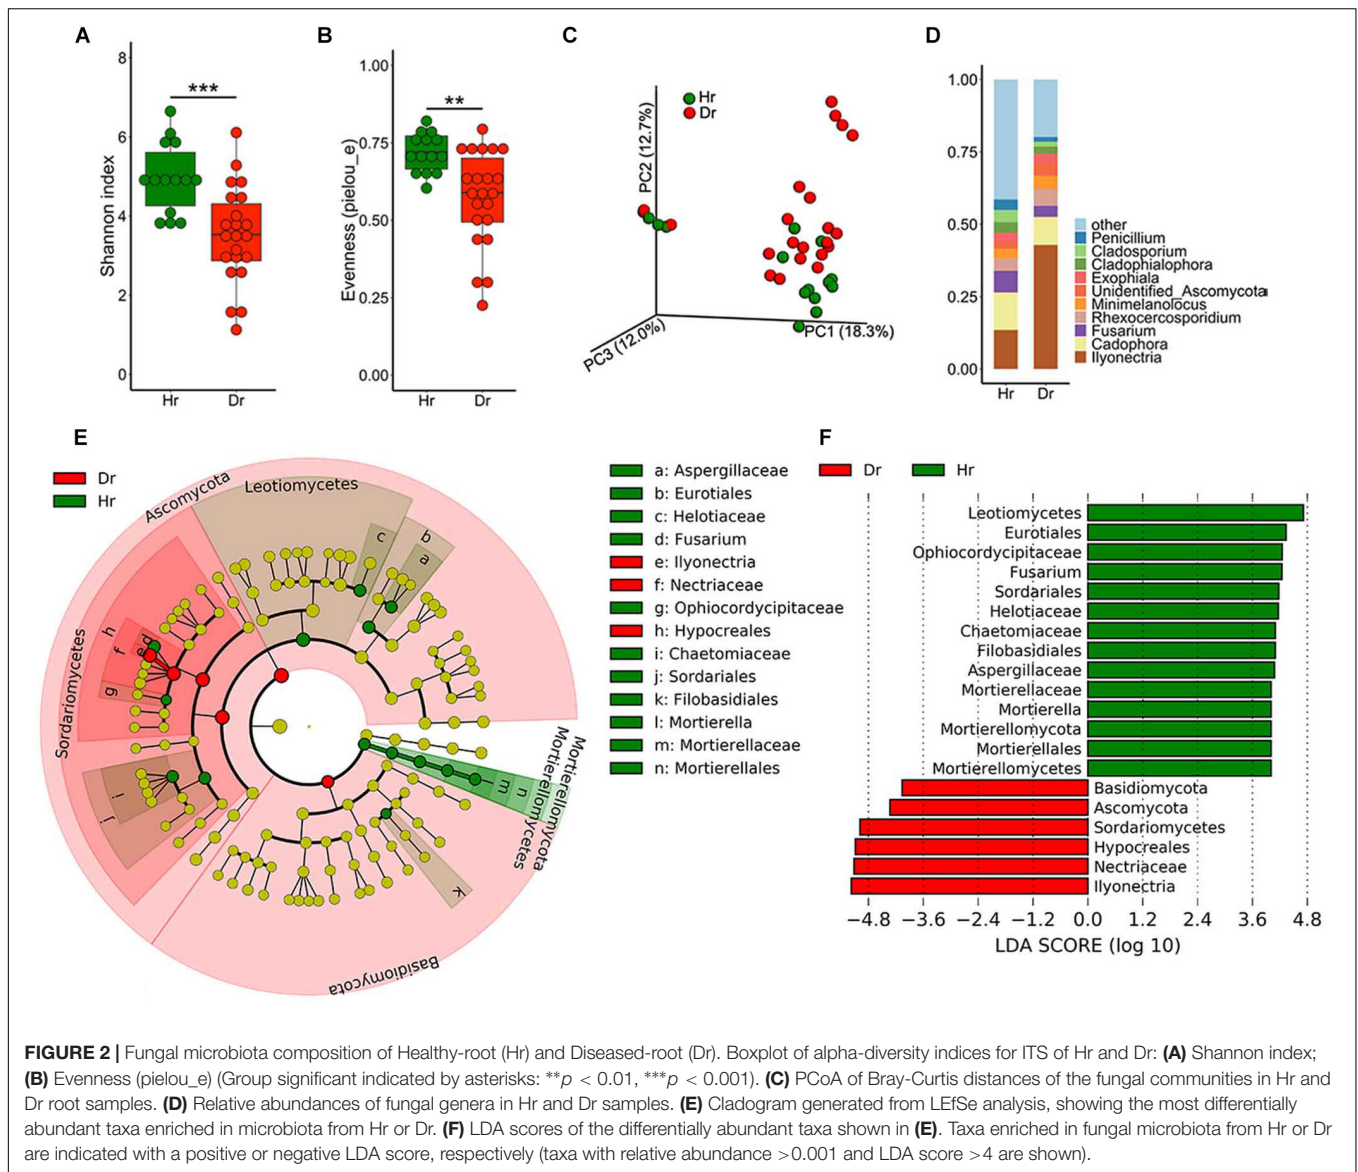 A
8
6
4
2
0
Shannon index
***
Hr
Dr
B
1.00
0.75
0.50
0.25
0.00
Evenness (pielou_e)
**
Hr
Dr
C
Hr
Dr
PC2 (12.7%)
PC1 (18.3%)
PC3 (12.0%)
D
1.00
0.75
0.50
0.25
0.00
Hr
Dr
other
Penicillium
Cladosporium
Cladophialophora
Exophiala
Unidentified_Ascomycota
Minimelanolocus
Rhexocercosporidium
Fusarium
Cadophora
Ilyonectria
E
Dr
Hr
Ascomycota
Leotiomycetes
Sordariomycetes
Basidiomycota
Mortierellomycota
Mortierellomycetes
a
b
c
d
e
f
g
h
i
j
k
m
n
a: Aspergillaceae
b: Eurotiales
c: Helotiaceae
d: Fusarium
e: Ilyonectria
f: Nectriaceae
g: Ophiocordycipitaceae
h: Hypocreales
i: Chaetomiaceae
j: Sordariales
k: Filobasidiales
l: Mortierella
m: Mortierellaceae
n: Mortierellales
F
Dr
Hr
Leotiomycetes
Eurotiales
Ophiocordycipitaceae
Fusarium
Sordariales
Helotiaceae
Chaetomiaceae
Filobasidiales
Aspergillaceae
Mortierellaceae
Mortierella
Mortierellomycota
Mortierellales
Mortierellomycetes
Basidiomycota
Ascomycota
Sordariomycetes
Hypocreales
Nectriaceae
Ilyonectria
−4.8 −3.6 −2.4 −1.2 0.0 1.2 2.4 3.6 4.8
LDA SCORE (log 10)
FIGURE 2 | Fungal microbiota composition of Healthy-root (Hr) and Diseased-root (Dr). Boxplot of alpha-diversity indices for ITS of Hr and Dr: (A) Shannon index;
(B) Evenness (pielou_e) (Group significant indicated by asterisks: **p < 0.01, ***p < 0.001). (C) PCoA of Bray-Curtis distances of the fungal communities in Hr and
Dr root samples. (D) Relative abundances of fungal genera in Hr and Dr samples. (E) Cladogram generated from LEfSe analysis, showing the most differentially
abundant taxa enriched in microbiota from Hr or Dr. (F) LDA scores of the differentially abundant taxa shown in (E). Taxa enriched in fungal microbiota from Hr or Dr
are indicated with a positive or negative LDA score, respectively (taxa with relative abundance >0.001 and LDA score >4 are shown).